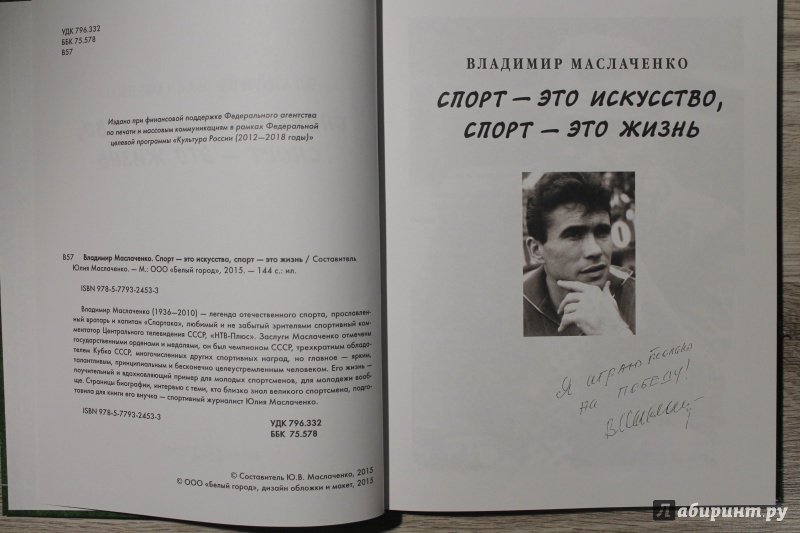 УДК 796.332
ББК 75.578
В57
Издано при финансовой поддержке Федерального агентства
по печати и массовым коммуникациям в рамках Федеральной
целевой программы «Культура России (2012—2018 годы)»
В57 Владимир Маслаченко. Спорт — это искусство, спорт — это жизнь / Составитель
Юлия Маслаченко. — М.: ООО «Белый город», 2015. — 144 с.: ил.
ISBN 978-5-7793-2453-3
Владимир Маслаченко (1936—2010) — легенда отечественного спорта, прославлен-
ный вратарь и капитан «Спартака», любимый и не забытый зрителями спортивный ком-
ментатор Центрального телевидения СССР, «НТВ-Плюс». Заслуги Маслаченко отмечены
государственными орденами и медалями, он был чемпионом СССР, трехкратным облада-
телем Кубка СССР, многочисленных других спортивных наград, но главное — ярким,
талантливым, принципиальным и бесконечно целеустремленным человеком. Его жизнь —
поучительный и вдохновляющий пример для молодых спортсменов, для молодежи вооб-
ще. Страницы биографии, интервью с теми, кто близко знал великого спортсмена, подго-
товила для книги его внучка — спортивный журналист Юлия Маслаченко.
ISBN 978-5-7793-2453-3
УДК 796.332
ББК 75.578
© Составитель Ю.В. Маслаченко, 2015
© ООО «Белый город», дизайн обложки и макет, 2015
ВЛАДИМИР МАСЛАЧЕНКО
СПОРТ — ЭТО ИСКУССТВО,
СПОРТ — ЭТО ЖИЗНЬ
Я играю только
на победу!
лабиринт.ру